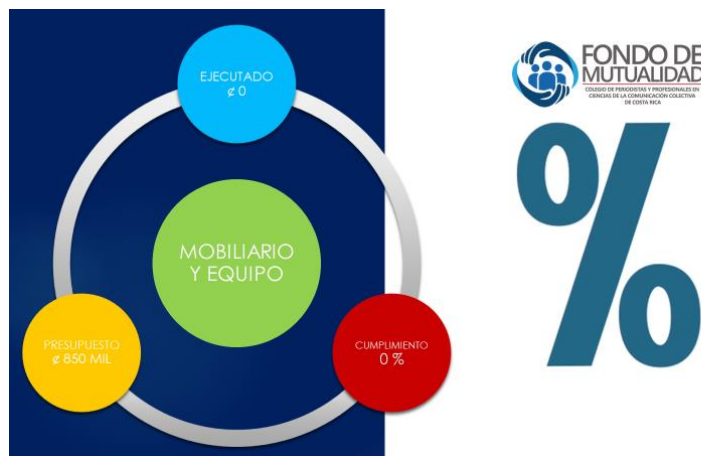 EJECUTADO
¢ 0
MOBILIARIO
Y EQUIPO
PRESUPUESTO
¢ 850 MIL
CUMPLIMIENTO
0 %
FONDO DE
MUTUALIDAD
COLEGIO DE PERIODISTAS Y PROFESIONALES EN
CIENCIAS DE LA COMUNICACIÓN COLECTIVA
DE COSTA RICA
%